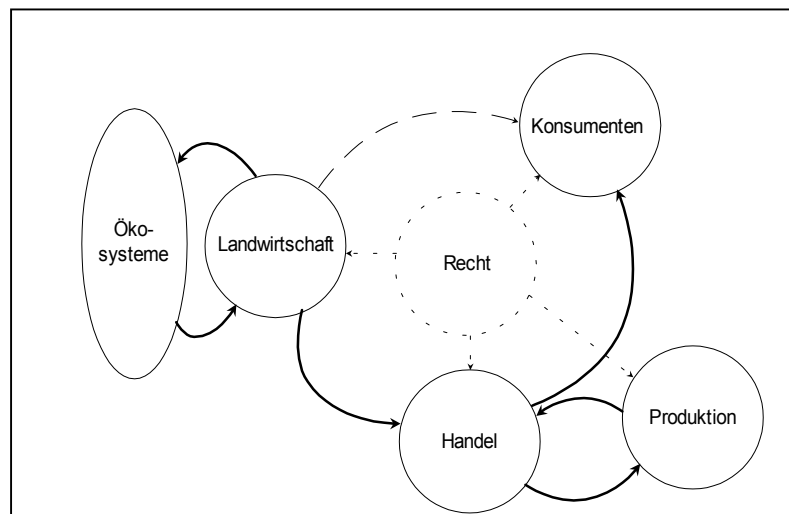 Konsumenten
Öko-
systeme
Landwirtschaft
Recht
Produktion
Handel